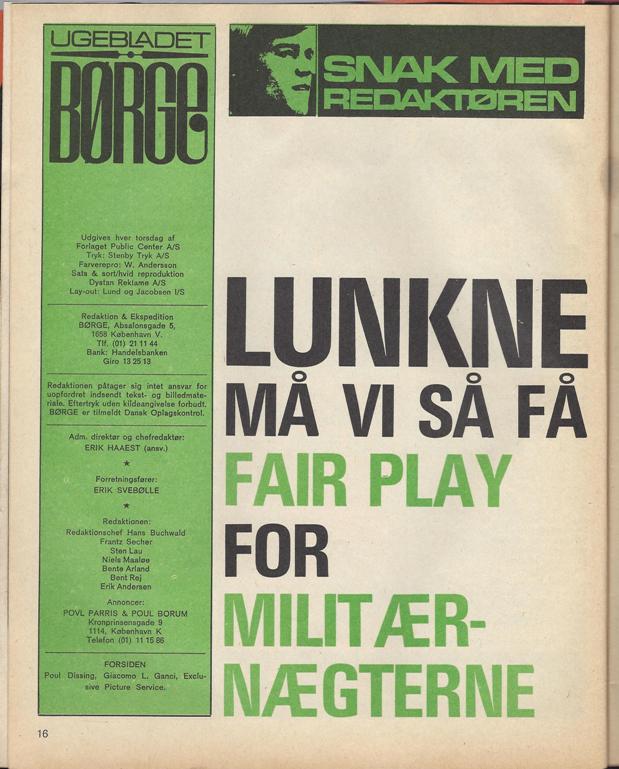 UGEBLADET
BØRGE
Udgives hver torsdag af
Forlaget Public Center A/S
Tryk: Stenby Tryk A/S
Farverepro: W. Andersson
Sats & sort/hvid reproduktion
Dystan Reklame A/S
Lay-out: Lund og Jacobsen I/S
Redaktion & Ekspedition
BØRGE, Absalonsgade 5,
1658 København V.
Tlf. (01) 21 11 44
Bank: Handelsbanken
Giro 13 25 13
Redaktionen påtager sig intet ansvar for
uopfordret indsendt tekst- og billedmate-
riale. Eftertryk uden kildeangivelse forbudt.
BØRGE er tilmeldt Dansk Oplagskontrol.
Adm. direktør og chefredaktør:
ERIK HAAEST (ansv.)
★
Forretningsfører:
ERIK SVEBØLLE
★
Redaktionen:
Redaktionschef Hans Buchwald
Frantz Secher
Sten Lau
Niels Maaløe
Bente Arland
Bent Rej
Erik Andersen
Annoncer:
POVL PARRIS & POUL BORUM
Kronprinsensgade 9
1114, København K
Telefon (01) 11 15 86
FORSIDEN
Poul Dissing, Giacomo L. Ganci, Exclu-
sive Picture Service.
16
SNAK MED
REDAKTØREN
LUNKNE
MÅ VI SÅ FÅ
FAIR PLAY
FOR
MILITÆR-
NÆGTERNE